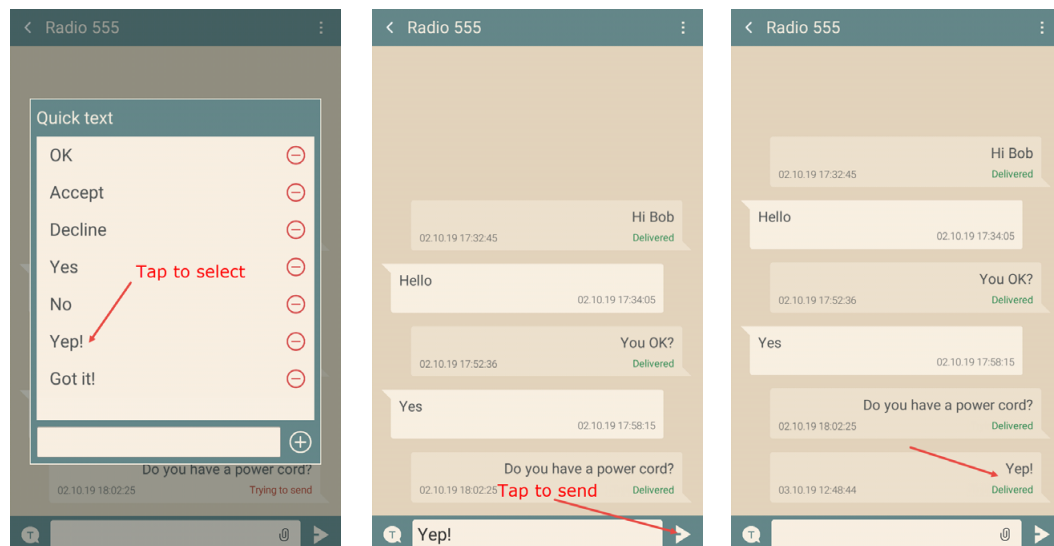 Radio 555
Quick text
OK
Accept
Decline
Yes
Tap to select
No
Yep!
Got it!
Do you have a power cord?
02.10.19 18:02:25 Trying to send
T
Radio 555
Hi Bob
02.10.19 17:32:45 Delivered
Hello
02.10.19 17:34:05
You OK?
02.10.19 17:52:36 Delivered
Yes
02.10.19 17:58:15
Do you have a power cord?
02.10.19 18:02:25 Delivered
Tap to send
T Yep!
Radio 555
Hi Bob
02.10.19 17:32:45 Delivered
Hello
02.10.19 17:34:05
You OK?
02.10.19 17:52:36 Delivered
Yes
02.10.19 17:58:15
Do you have a power cord?
02.10.19 18:02:25 Delivered
Yep!
03.10.19 12:48:44 Delivered
T